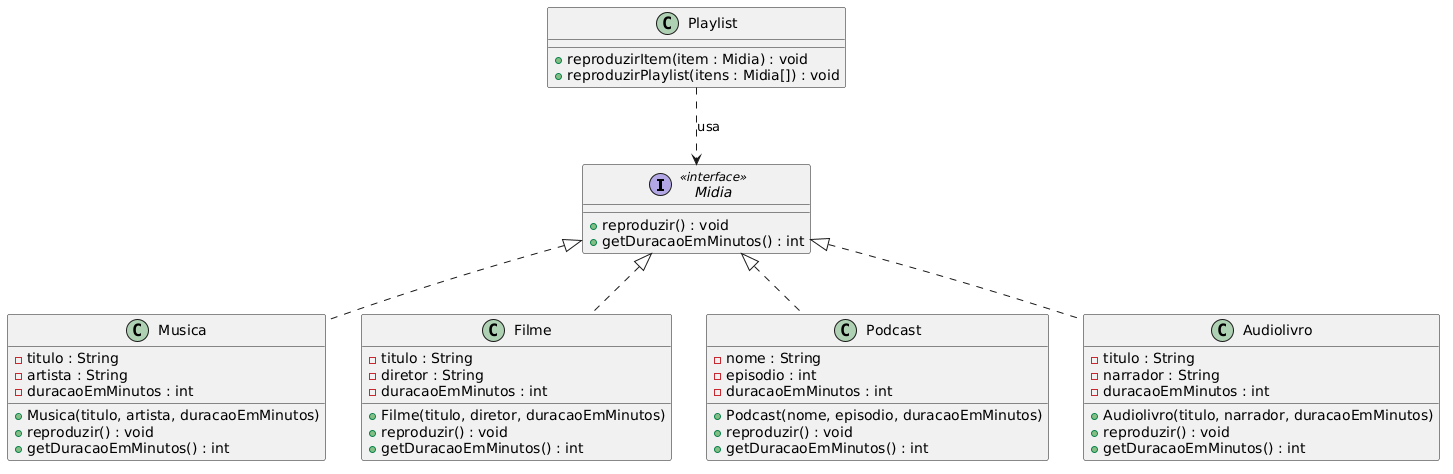 C Playlist
reproduzirItem(item : Midia) : void
reproduzirPlaylist(itens : Midia[]) : void
usa
«interface»
I Midia
reproduzir() : void
getDuracaoEmMinutos() : int
C Musica
titulo : String
artista : String
duracaoEmMinutos : int
Musica(titulo, artista, duracaoEmMinutos)
reproduzir() : void
getDuracaoEmMinutos() : int
C Filme
titulo : String
diretor : String
duracaoEmMinutos : int
Filme(titulo, diretor, duracaoEmMinutos)
reproduzir() : void
getDuracaoEmMinutos() : int
C Podcast
nome : String
episodio : int
duracaoEmMinutos : int
Podcast(nome, episodio, duracaoEmMinutos)
reproduzir() : void
getDuracaoEmMinutos() : int
C Audiolivro
titulo : String
narrador : String
duracaoEmMinutos : int
Audiolivro(titulo, narrador, duracaoEmMinutos)
reproduzir() : void
getDuracaoEmMinutos() : int